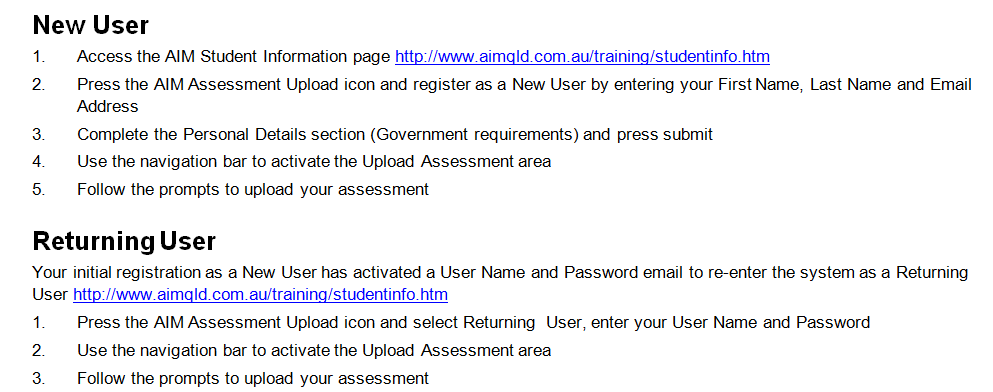 New User
1. Access the AIM Student Information page http://www.aimqld.com.au/training/studentinfo.htm
2. Press the AIM Assessment Upload icon and register as a New User by entering your First Name, Last Name and Email
Address
3. Complete the Personal Details section (Government requirements) and press submit
4. Use the navigation bar to activate the Upload Assessment area
5. Follow the prompts to upload your assessment
Returning User
Your initial registration as a New User has activated a User Name and Password email to re-enter the system as a Returning
User http://www.aimqld.com.au/training/studentinfo.htm
1. Press the AIM Assessment Upload icon and select Returning User, enter your User Name and Password
2. Use the navigation bar to activate the Upload Assessment area
3. Follow the prompts to upload your assessment